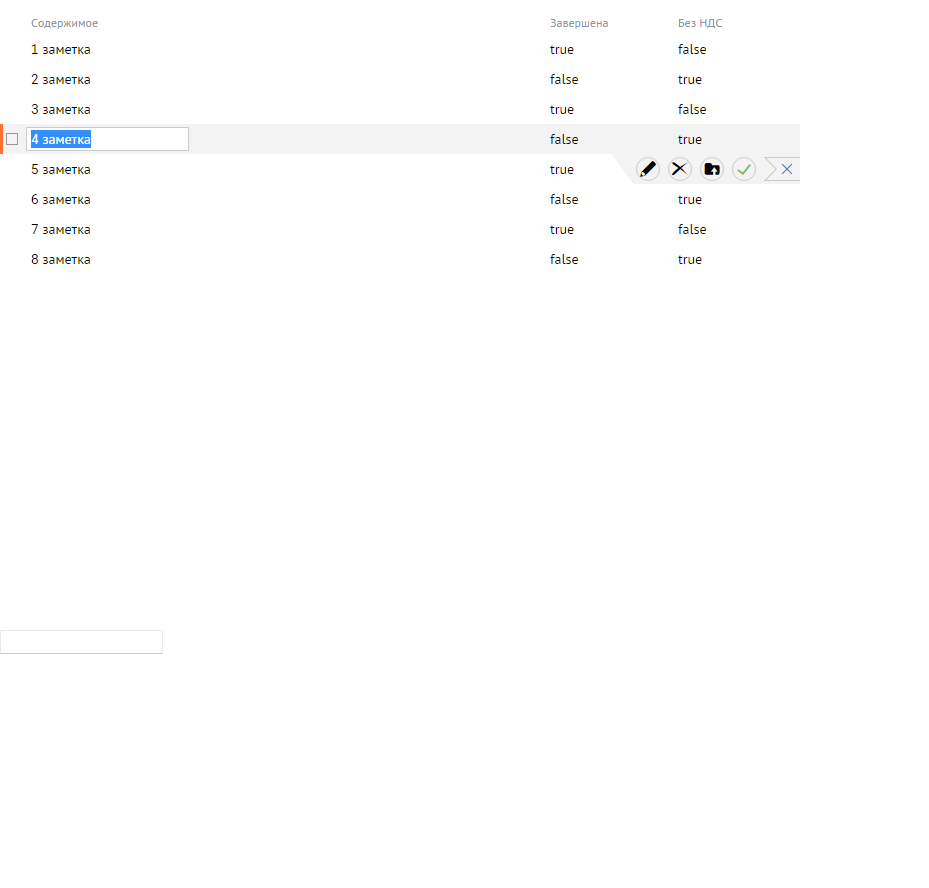 Содержимое Завершена Без НДС
1 заметка true false
2 заметка false true
3 заметка true false
4 заметка false true
5 заметка true
6 заметка false true
7 заметка true false
8 заметка false true